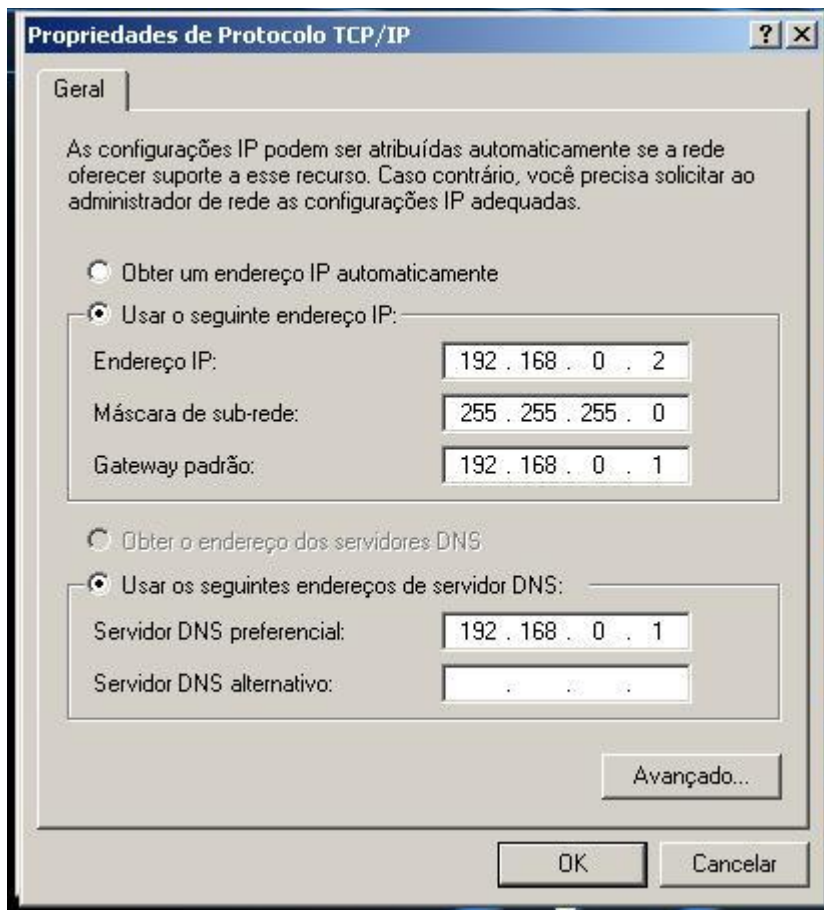 Propriedades de Protocolo TCP/IP
Geral
As configurações IP podem ser atribuídas automaticamente se a rede
oferecer suporte a esse recurso. Caso contrário, você precisa solicitar ao
administrador de rede as configurações IP adequadas.
Obter um endereço IP automaticamente
Usar o seguinte endereço IP:
Endereço IP: 192 . 168 . 0 . 2
Máscara de sub-rede: 255 . 255 . 255 . 0
Gateway padrão: 192 . 168 . 0 . 1
Obter o endereço dos servidores DNS
Usar os seguintes endereços de servidor DNS:
Servidor DNS preferencial: 192 . 168 . 0 . 1
Servidor DNS alternativo: . . .
Avançado...
OK Cancelar